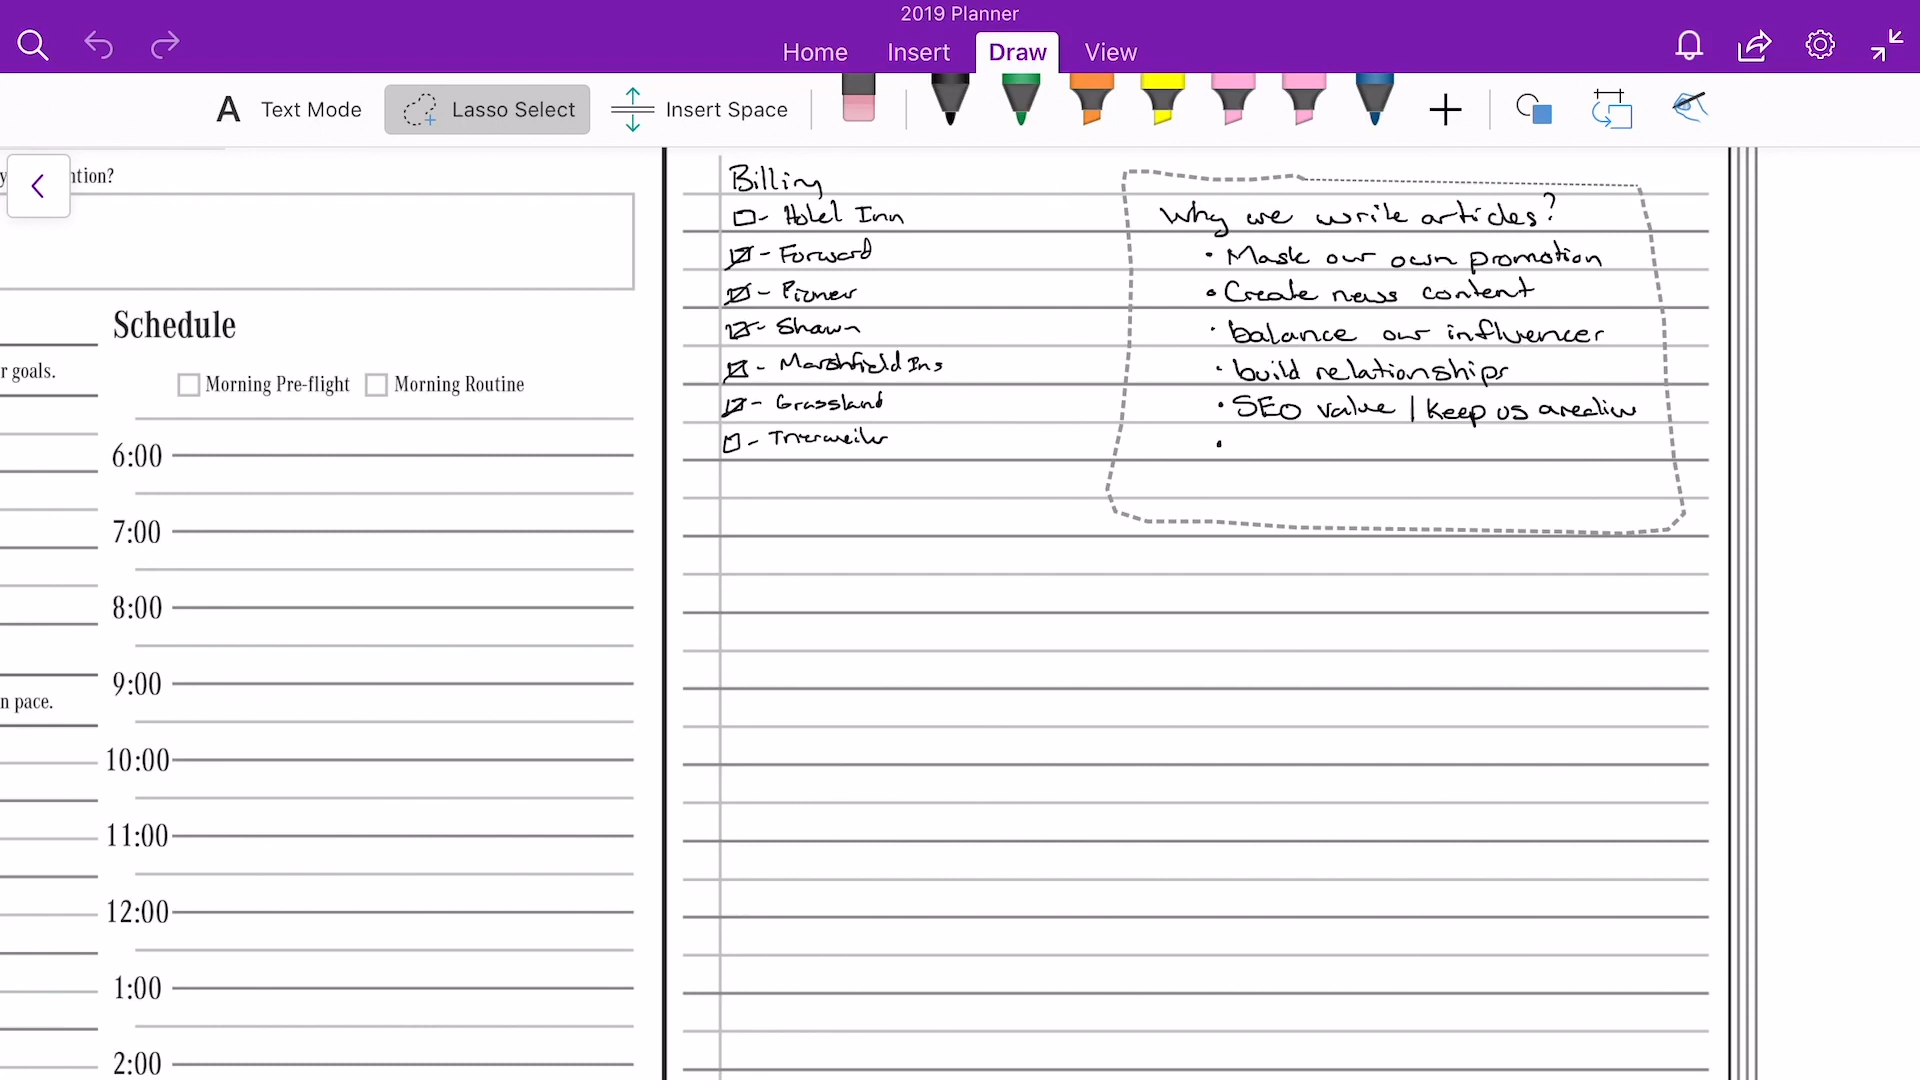 2019 Planner
Home Insert Draw View
A Text Mode Lasso Select Insert Space
y ntion?
r goals.
n pace.
Schedule
Morning Pre-flight Morning Routine
6:00
7:00
8:00
9:00
10:00
11:00
12:00
1:00
2:00
Billing
- Hotel Inn
- Forward
- Pioneer
- Shawn
- Marshfield Ins
- Grassland
- Trierweiler
Why we write articles?
• Mask our own promotion
• Create news content
• balance our influencer
• build relationships
• SEO value | Keep us
•